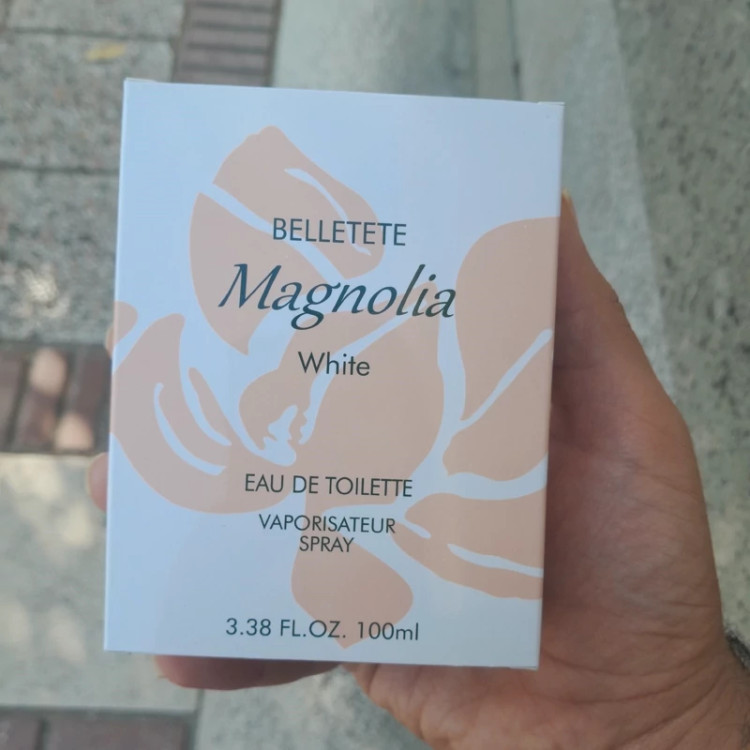 BELLETETE
Magnolia
White
EAU DE TOILETTE
VAPORISATEUR
SPRAY
3.38 FL.OZ. 100ml